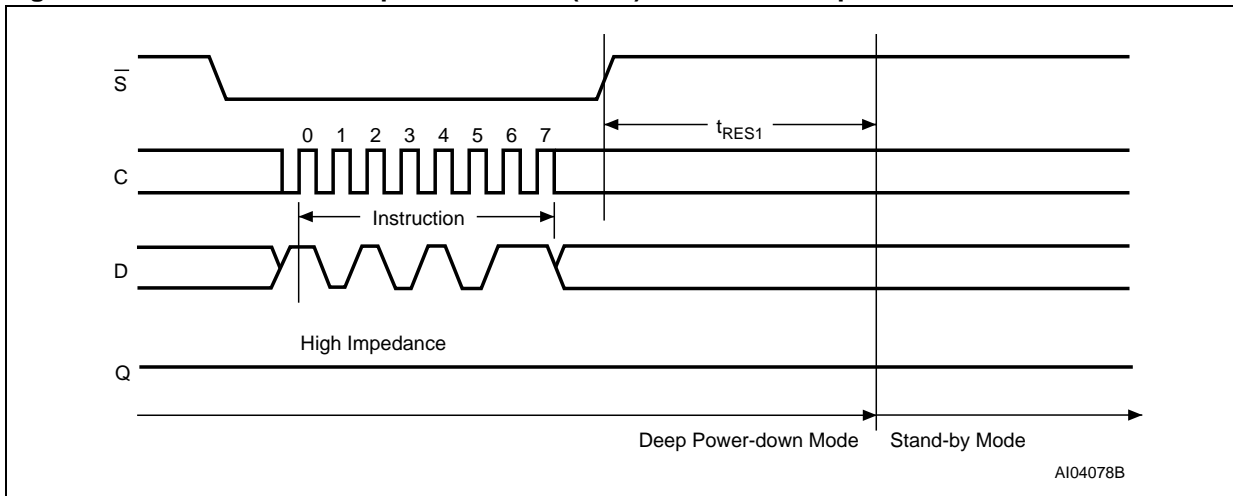 S̅
0 1 2 3 4 5 6 7
tRES1
C
Instruction
D
High Impedance
Q
Deep Power-down Mode Stand-by Mode
AI04078B